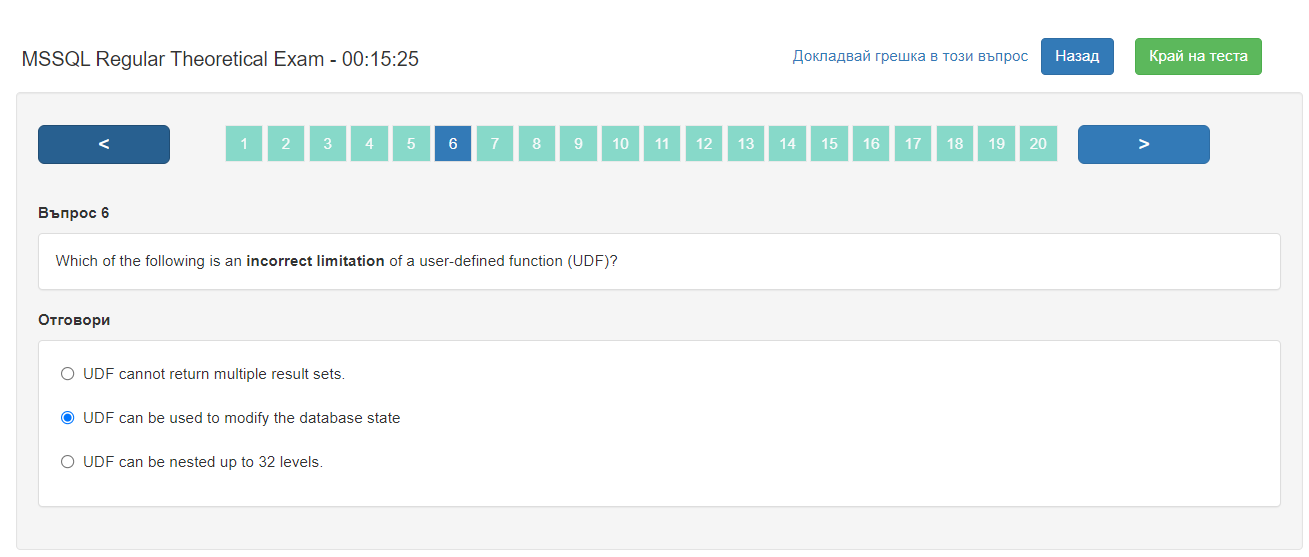 MSSQL Regular Theoretical Exam - 00:15:25
Докладвай грешка в този въпрос
Назад
Край на теста
< 1 2 3 4 5 6 7 8 9 10 11 12 13 14 15 16 17 18 19 20 >
Въпрос 6
Which of the following is an incorrect limitation of a user-defined function (UDF)?
Отговори
UDF cannot return multiple result sets.
UDF can be used to modify the database state
UDF can be nested up to 32 levels.